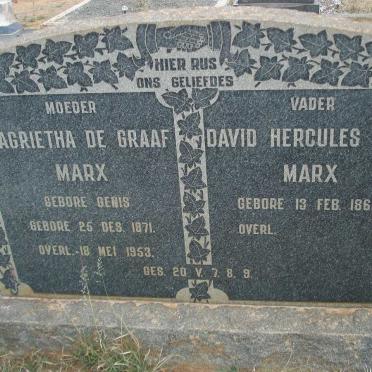 HIER RUS
ONS GELIEFDES
MOEDER
AGRIETHA DE GRAAF
MARX
GEBORE DENIS
GEBORE 25 DES. 1871.
OVERL. 18 MEI 1953.
VADER
DAVID HERCULES
MARX
GEBORE 13 FEB. 186
OVERL.
GES. 20 V. 7. 8. 9.